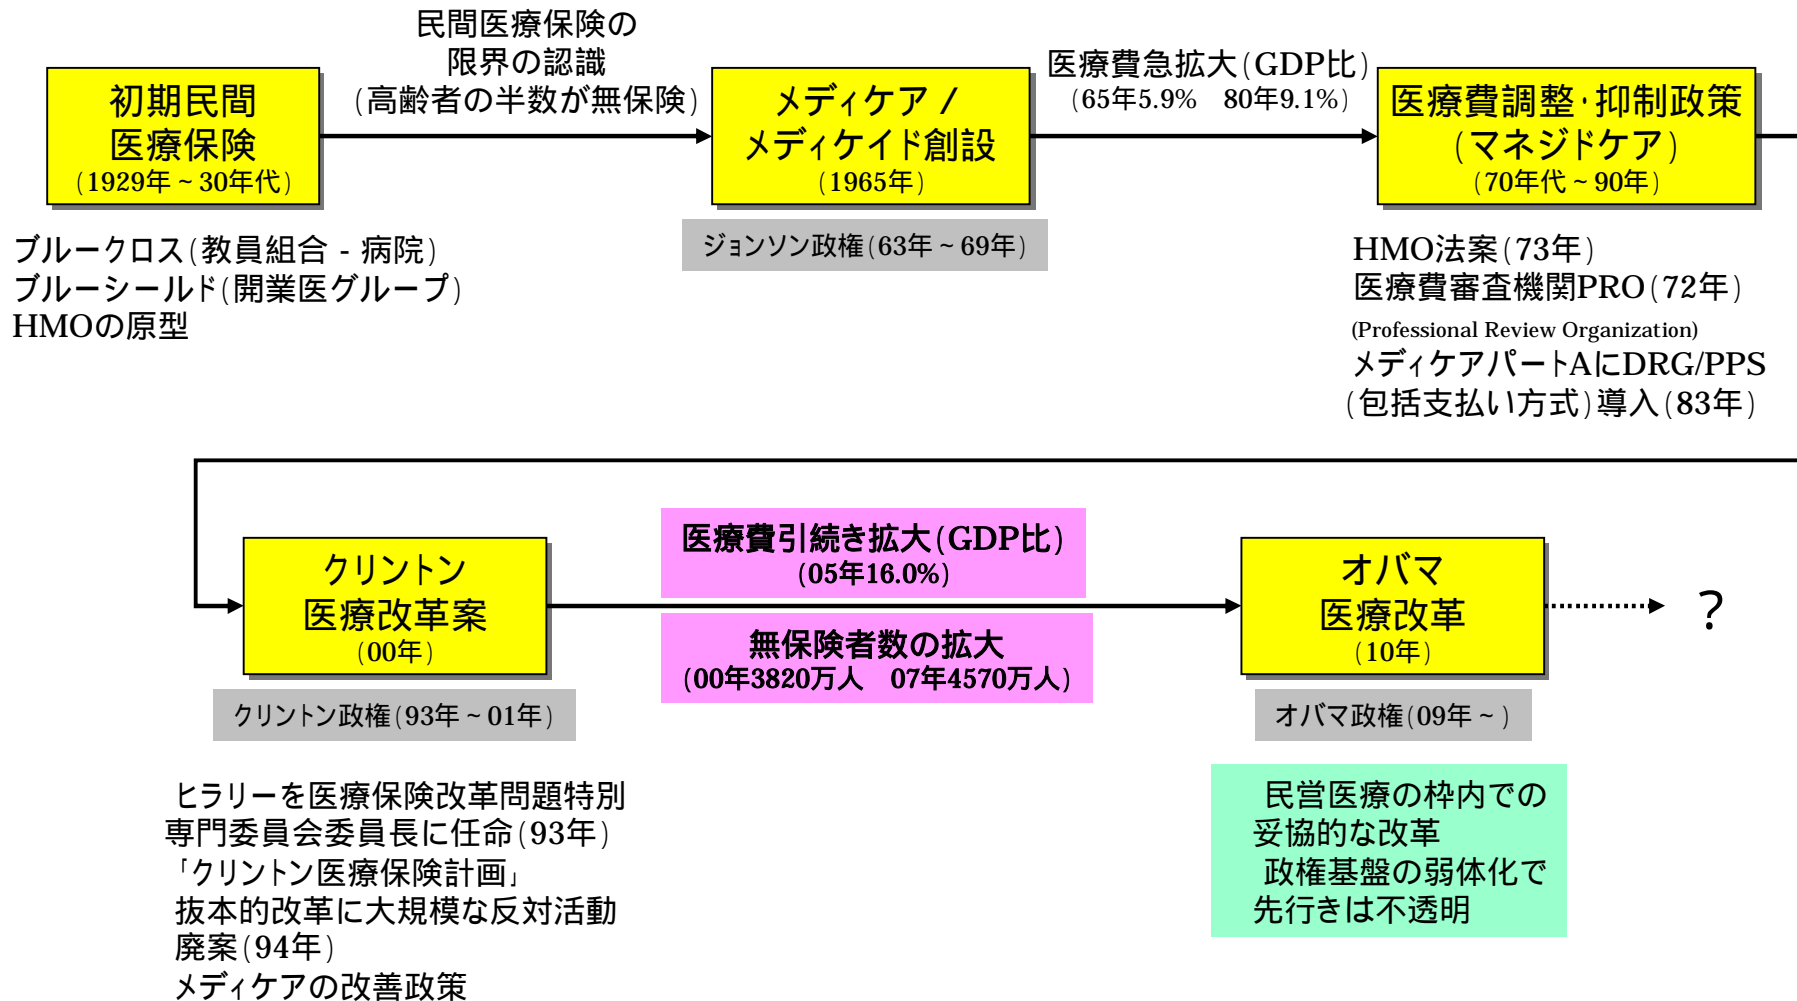 民間医療保険の
限界の認識
(高齢者の半数が無保険)
初期民間
医療保険
(1929年~30年代)
ブルークロス(教員組合 - 病院)
ブルーシールド(開業医グループ)
HMOの原型
メディケア /
メディケイド創設
(1965年)
ジョンソン政権(63年~69年)
医療費急拡大(GDP比)
(65年5.9%　80年9.1%)
医療費調整・抑制政策
(マネジドケア)
(70年代~90年)
HMO法案(73年)
医療費審査機関PRO(72年)
(Professional Review Organization)
メディケアパートAにDRG/PPS
(包括支払い方式)導入(83年)
クリントン
医療改革案
(00年)
クリントン政権(93年~01年)
ヒラリーを医療保険改革問題特別
専門委員会委員長に任命(93年)
「クリントン医療保険計画」
抜本的改革に大規模な反対活動
廃案(94年)
メディケアの改善政策
医療費引続き拡大(GDP比)
(05年16.0%)
無保険者数の拡大
(00年3820万人　07年4570万人)
オバマ
医療改革
(10年)
オバマ政権(09年~)
民営医療の枠内での
妥協的な改革
政権基盤の弱体化で
先行きは不透明
?